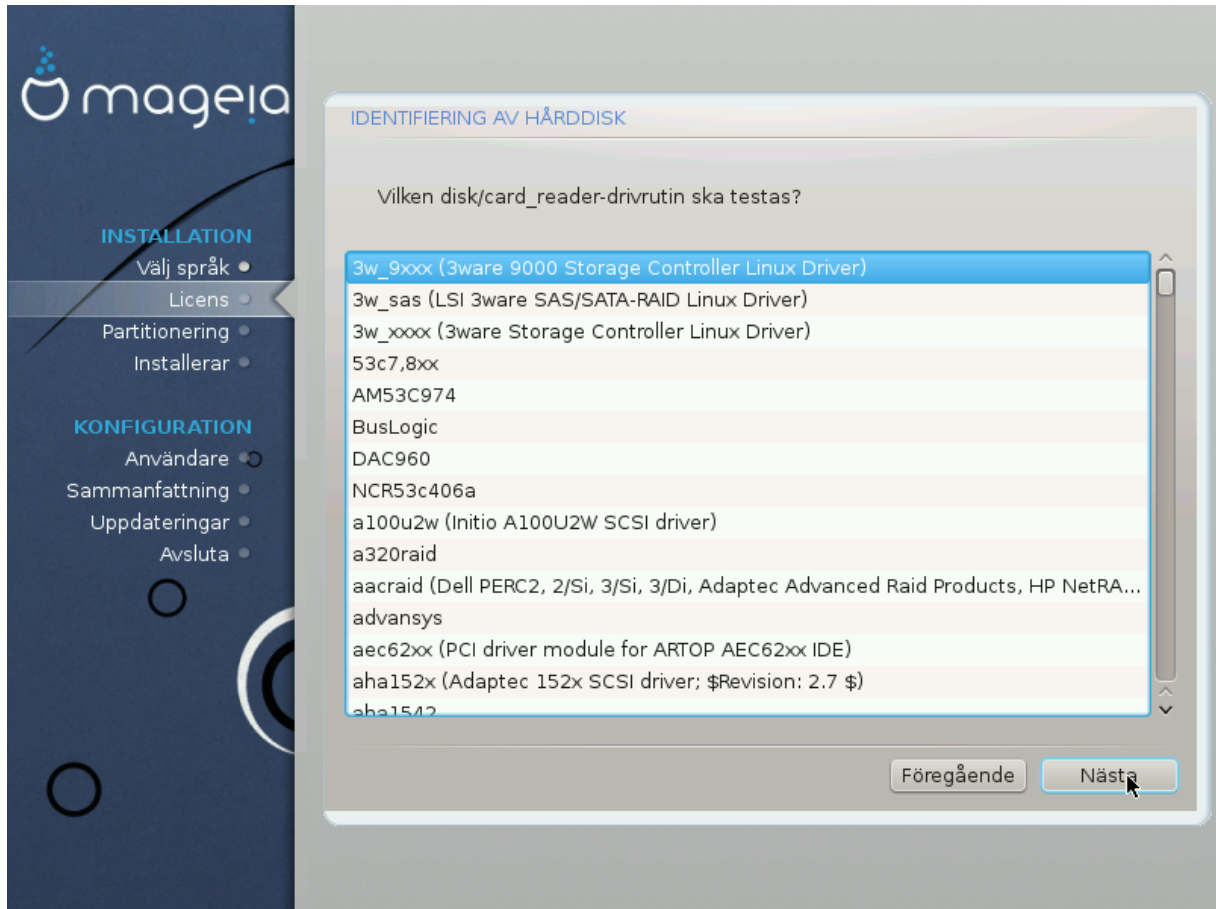 mageia
INSTALLATION
Välj språk
Licens
Partitionering
Installerar
KONFIGURATION
Användare
Sammanfattning
Uppdateringar
Avsluta
IDENTIFIERING AV HÅRDDISK
Vilken disk/card_reader-drivrutin ska testas?
3w_9xxx (3ware 9000 Storage Controller Linux Driver)
3w_sas (LSI 3ware SAS/SATA-RAID Linux Driver)
3w_xxxx (3ware Storage Controller Linux Driver)
53c7,8xx
AM53C974
BusLogic
DAC960
NCR53c406a
a100u2w (Initio A100U2W SCSI driver)
a320raid
aacraid (Dell PERC2, 2/Si, 3/Si, 3/Di, Adaptec Advanced Raid Products, HP NetRA...
advansys
aec62xx (PCI driver module for ARTOP AEC62xx IDE)
aha152x (Adaptec 152x SCSI driver; $Revision: 2.7 $)
aha1542
Föregående
Nästa